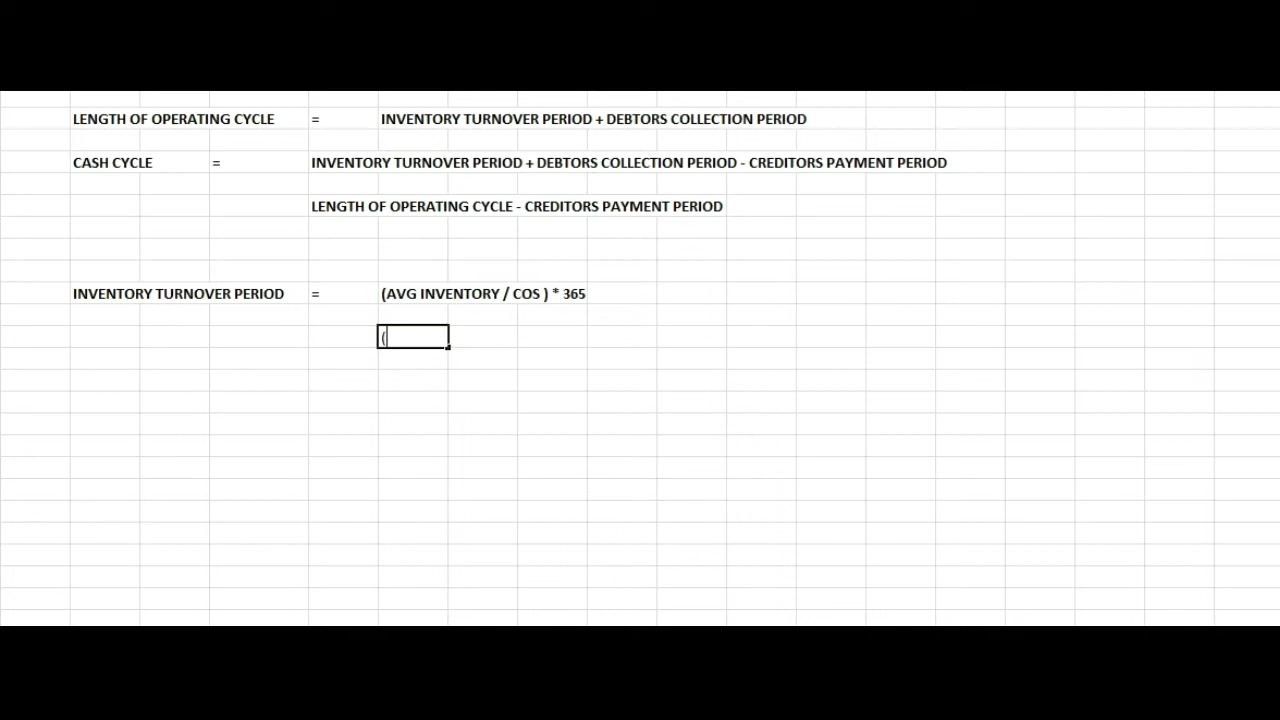 LENGTH OF OPERATING CYCLE = INVENTORY TURNOVER PERIOD + DEBTORS COLLECTION PERIOD
CASH CYCLE = INVENTORY TURNOVER PERIOD + DEBTORS COLLECTION PERIOD - CREDITORS PAYMENT PERIOD
LENGTH OF OPERATING CYCLE - CREDITORS PAYMENT PERIOD
INVENTORY TURNOVER PERIOD = (AVG INVENTORY / COS ) * 365
(